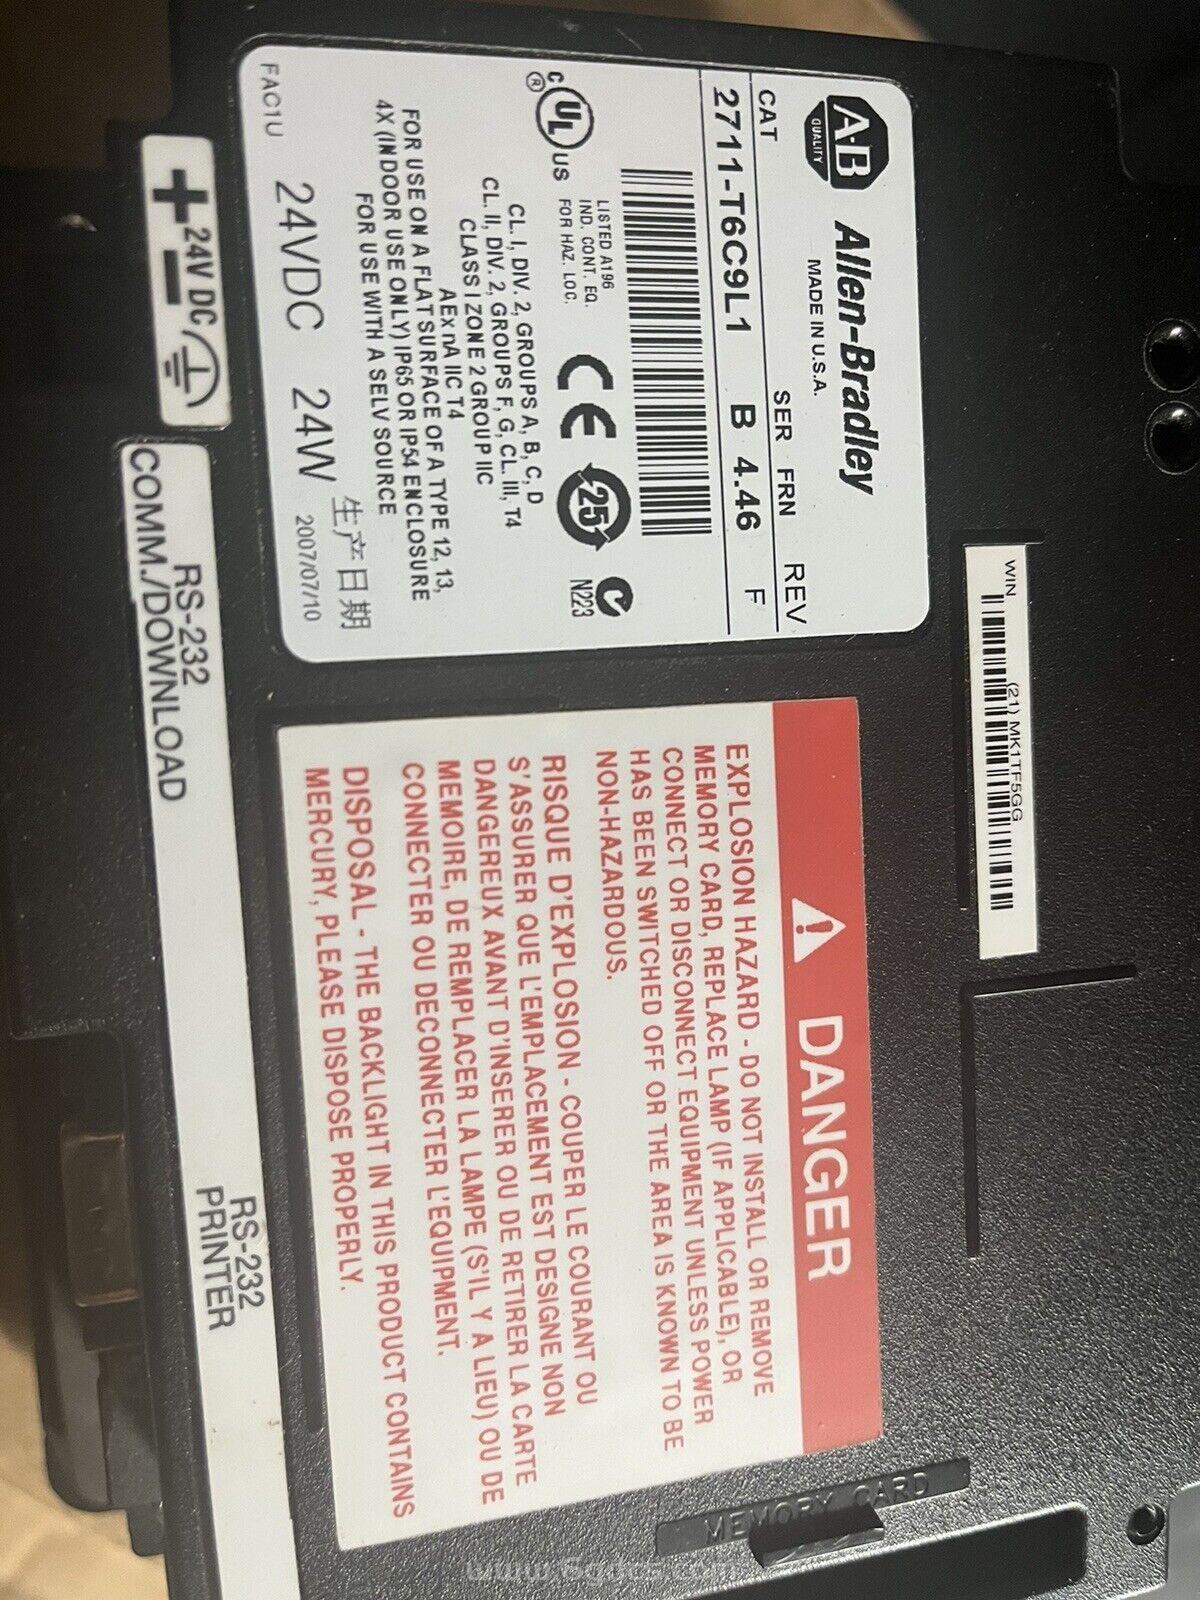 A-B
QUALITY
Allen-Bradley
MADE IN U.S.A.
CAT SER FRN REV
2711-T6C9L1 B 4.46 F
C UL US
®
LISTED A196
IND. CONT. EQ.
FOR HAZ. LOC.
CE
25
N223
CL. I, DIV. 2, GROUPS A, B, C, D
CL. II, DIV. 2, GROUPS F, G, CL. III, T4
CLASS I ZONE 2 GROUP IIC
AEx nA IIC T4
FOR USE ON A FLAT SURFACE OF A TYPE 12, 13,
4X (INDOOR USE ONLY) IP65 OR IP54 ENCLOSURE
FOR USE WITH A SELV SOURCE
生产日期
2007/07/10
24VDC 24W
FAC1U
24V DC
RS-232
COMM./DOWNLOAD
RS-232
PRINTER
WIN
(21) MK1TF5GG
DANGER
EXPLOSION HAZARD - DO NOT INSTALL OR REMOVE
MEMORY CARD, REPLACE LAMP (IF APPLICABLE), OR
CONNECT OR DISCONNECT EQUIPMENT UNLESS POWER
HAS BEEN SWITCHED OFF OR THE AREA IS KNOWN TO BE
NON-HAZARDOUS.
RISQUE D'EXPLOSION - COUPER LE COURANT OU
S'ASSURER QUE L'EMPLACEMENT EST DESIGNE NON
DANGEREUX AVANT D'INSERER OU DE RETIRER LA CARTE
MEMOIRE, DE REMPLACER LA LAMPE (S'IL Y A LIEU) OU DE
CONNECTER OU DECONNECTER L'EQUIPMENT.
DISPOSAL - THE BACKLIGHT IN THIS PRODUCT CONTAINS
MERCURY, PLEASE DISPOSE PROPERLY.
MEMORY CARD
www.6gdcs.com